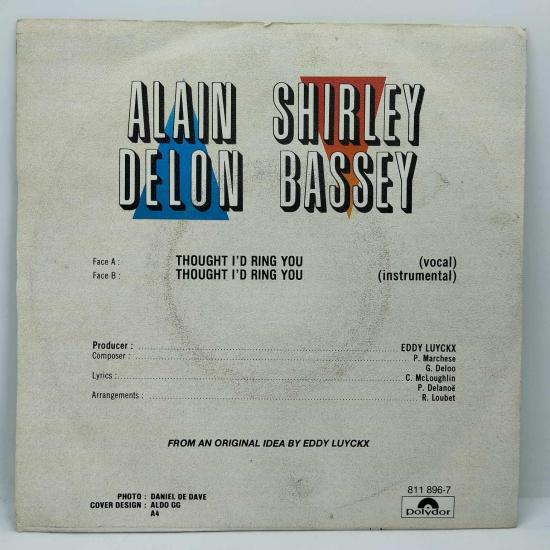 ALAIN SHIRLEY
DELON BASSEY
Face A : THOUGHT I'D RING YOU (vocal)
Face B : THOUGHT I'D RING YOU (instrumental)
Producer : EDDY LUYCKX
Composer : P. Marchese
G. Deloo
Lyrics : C. McLoughlin
P. Delanoë
Arrangements : R. Loubet
FROM AN ORIGINAL IDEA BY EDDY LUYCKX
PHOTO : DANIEL DE DAVE
COVER DESIGN : ALDO GG
A4
811 896-7
polydor